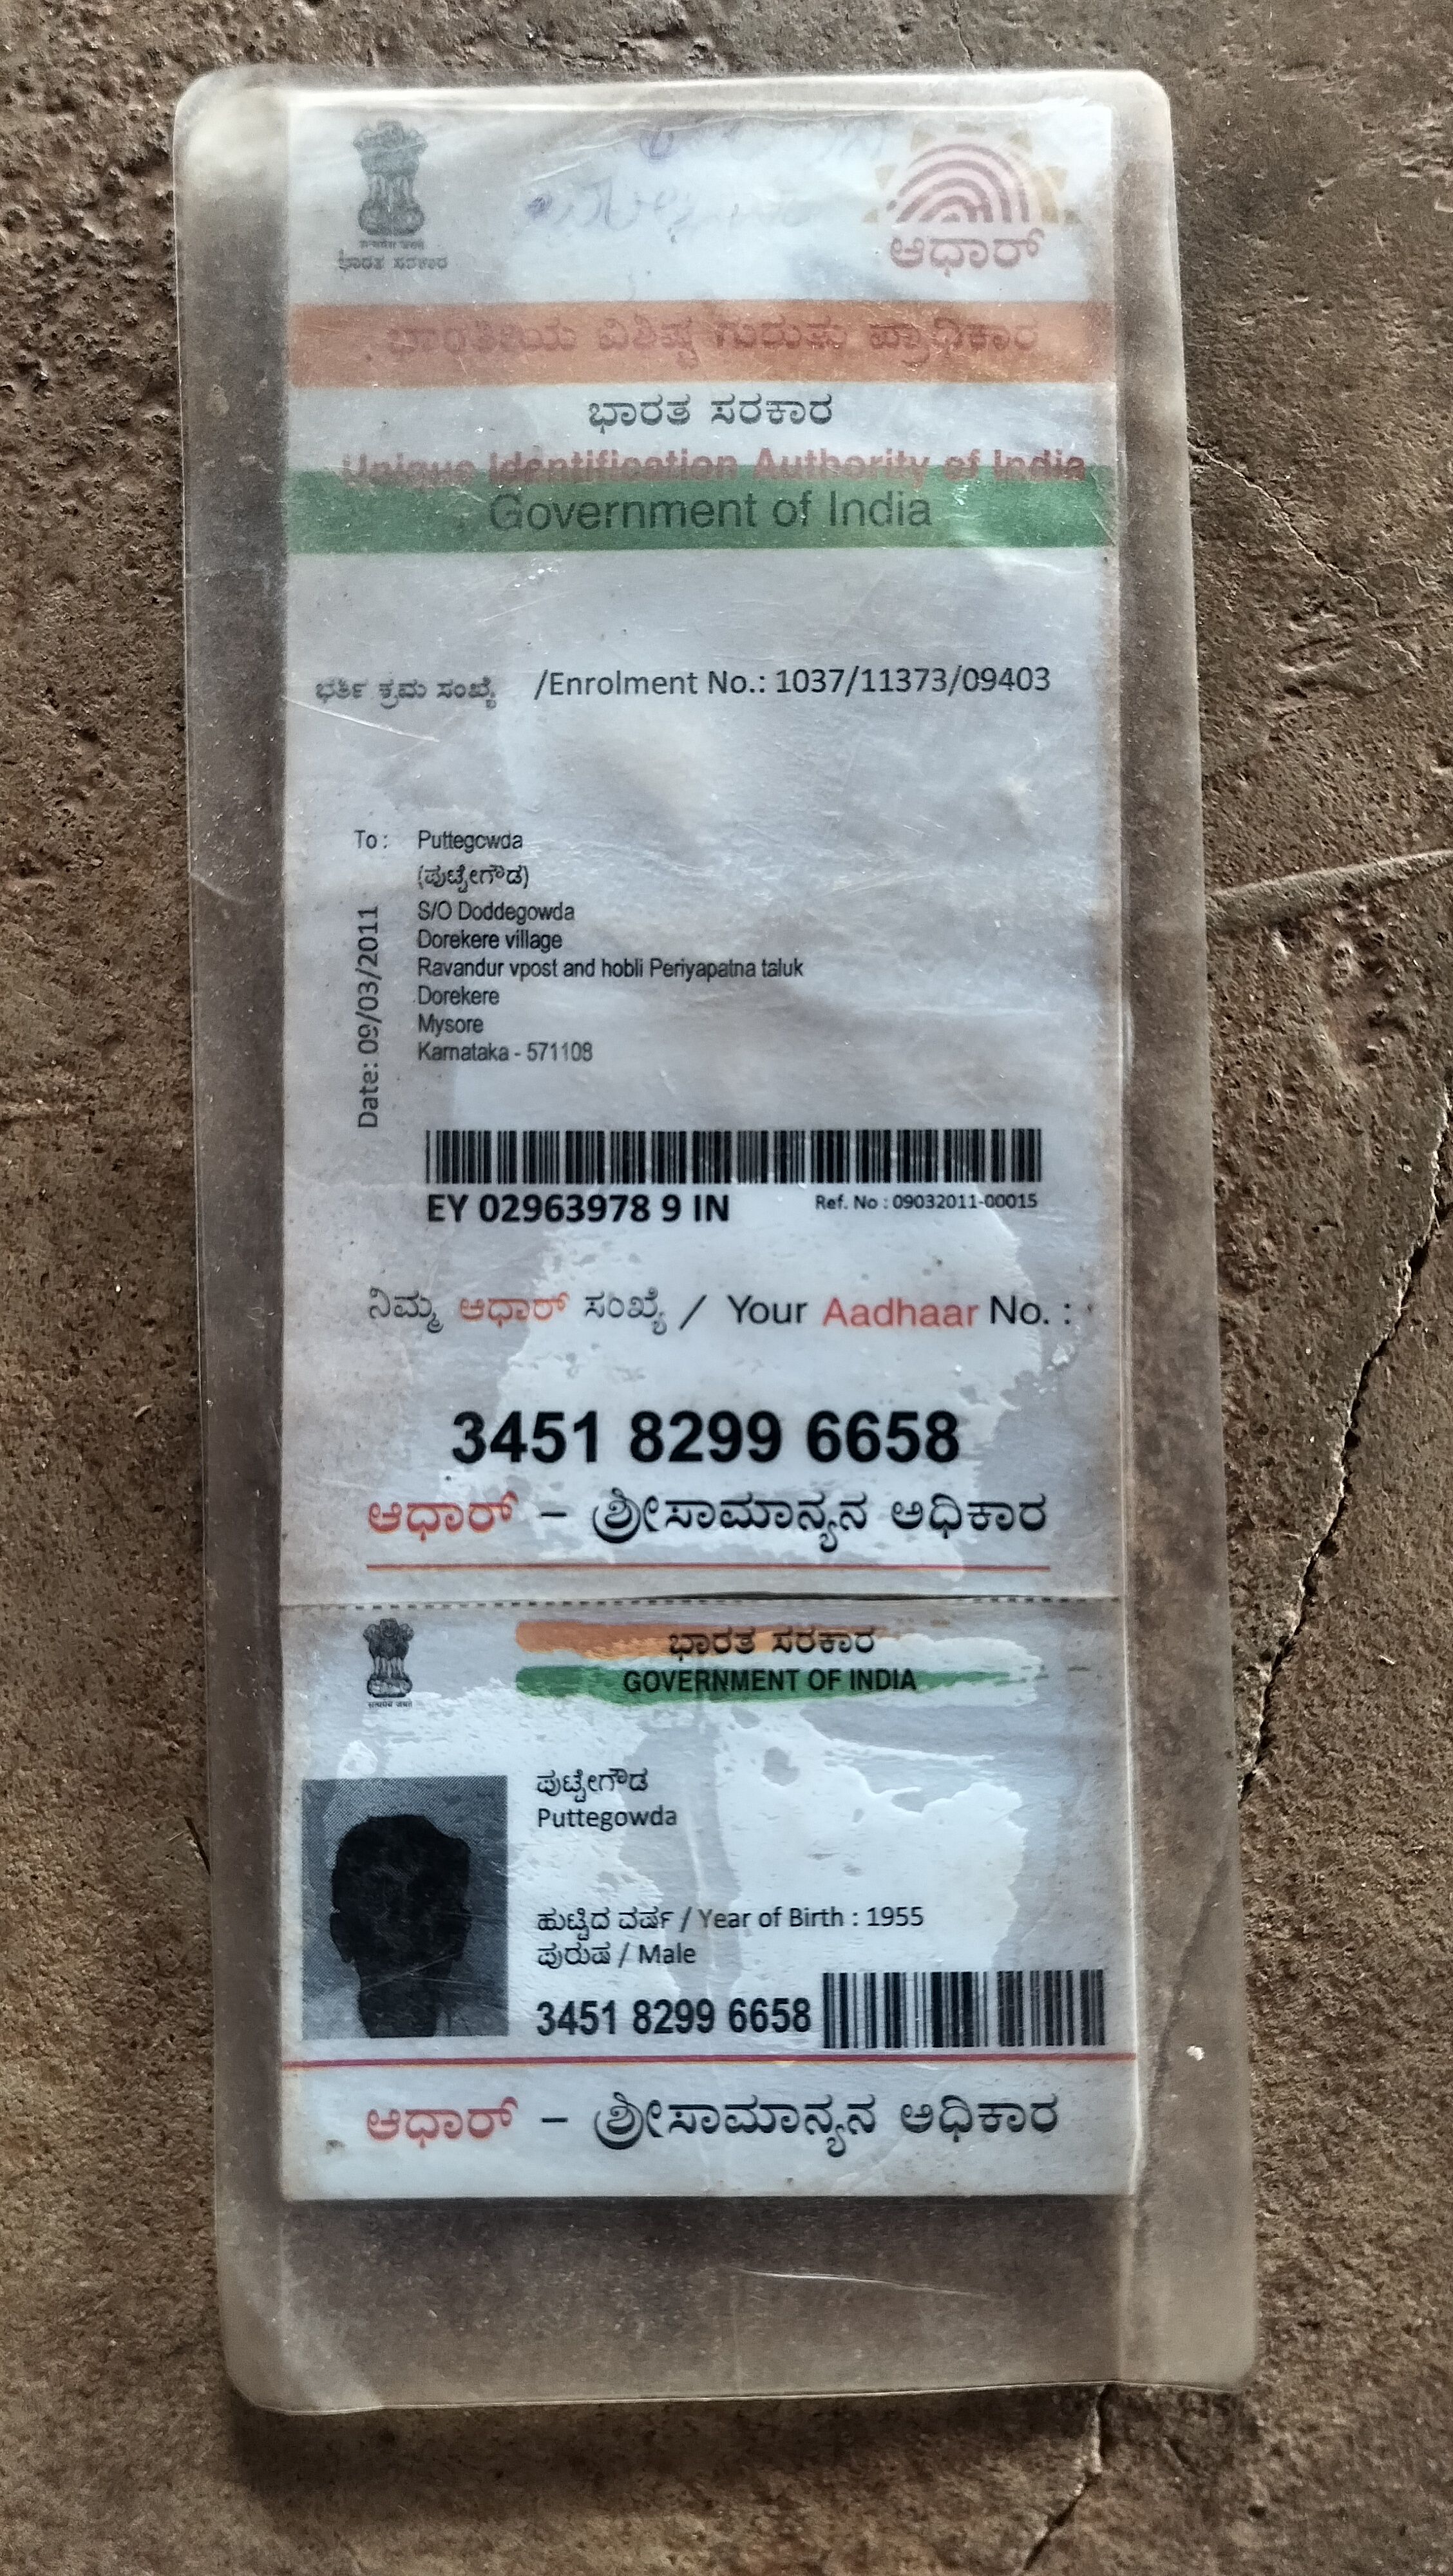 ಭಾರತ ಸರಕಾರ
ಆಧಾರ್
ಭಾರತೀಯ ವಿಶಿಷ್ಟ ಗುರುತು ಪ್ರಾಧಿಕಾರ
ಭಾರತ ಸರಕಾರ
Unique Identification Authority of India
Government of India
ಭರ್ತಿ ಕ್ರಮ ಸಂಖ್ಯೆ /Enrolment No.: 1037/11373/09403
To : Puttegowda
(ಪುಟ್ಟೇಗೌಡ)
S/O Doddegowda
Dorekere village
Ravandur vpost and hobli Periyapatna taluk
Dorekere
Mysore
Karnataka - 571108
Date: 09/03/2011
EY 02963978 9 IN Ref. No : 09032011-00015
ನಿಮ್ಮ ಆಧಾರ್ ಸಂಖ್ಯೆ / Your Aadhaar No. :
3451 8299 6658
ಆಧಾರ್ – ಶ್ರೀಸಾಮಾನ್ಯನ ಅಧಿಕಾರ
ಭಾರತ ಸರಕಾರ
GOVERNMENT OF INDIA
ಪುಟ್ಟೇಗೌಡ
Puttegowda
ಹುಟ್ಟಿದ ವರ್ಷ / Year of Birth : 1955
ಪುರುಷ / Male
3451 8299 6658
ಆಧಾರ್ – ಶ್ರೀಸಾಮಾನ್ಯನ ಅಧಿಕಾರ